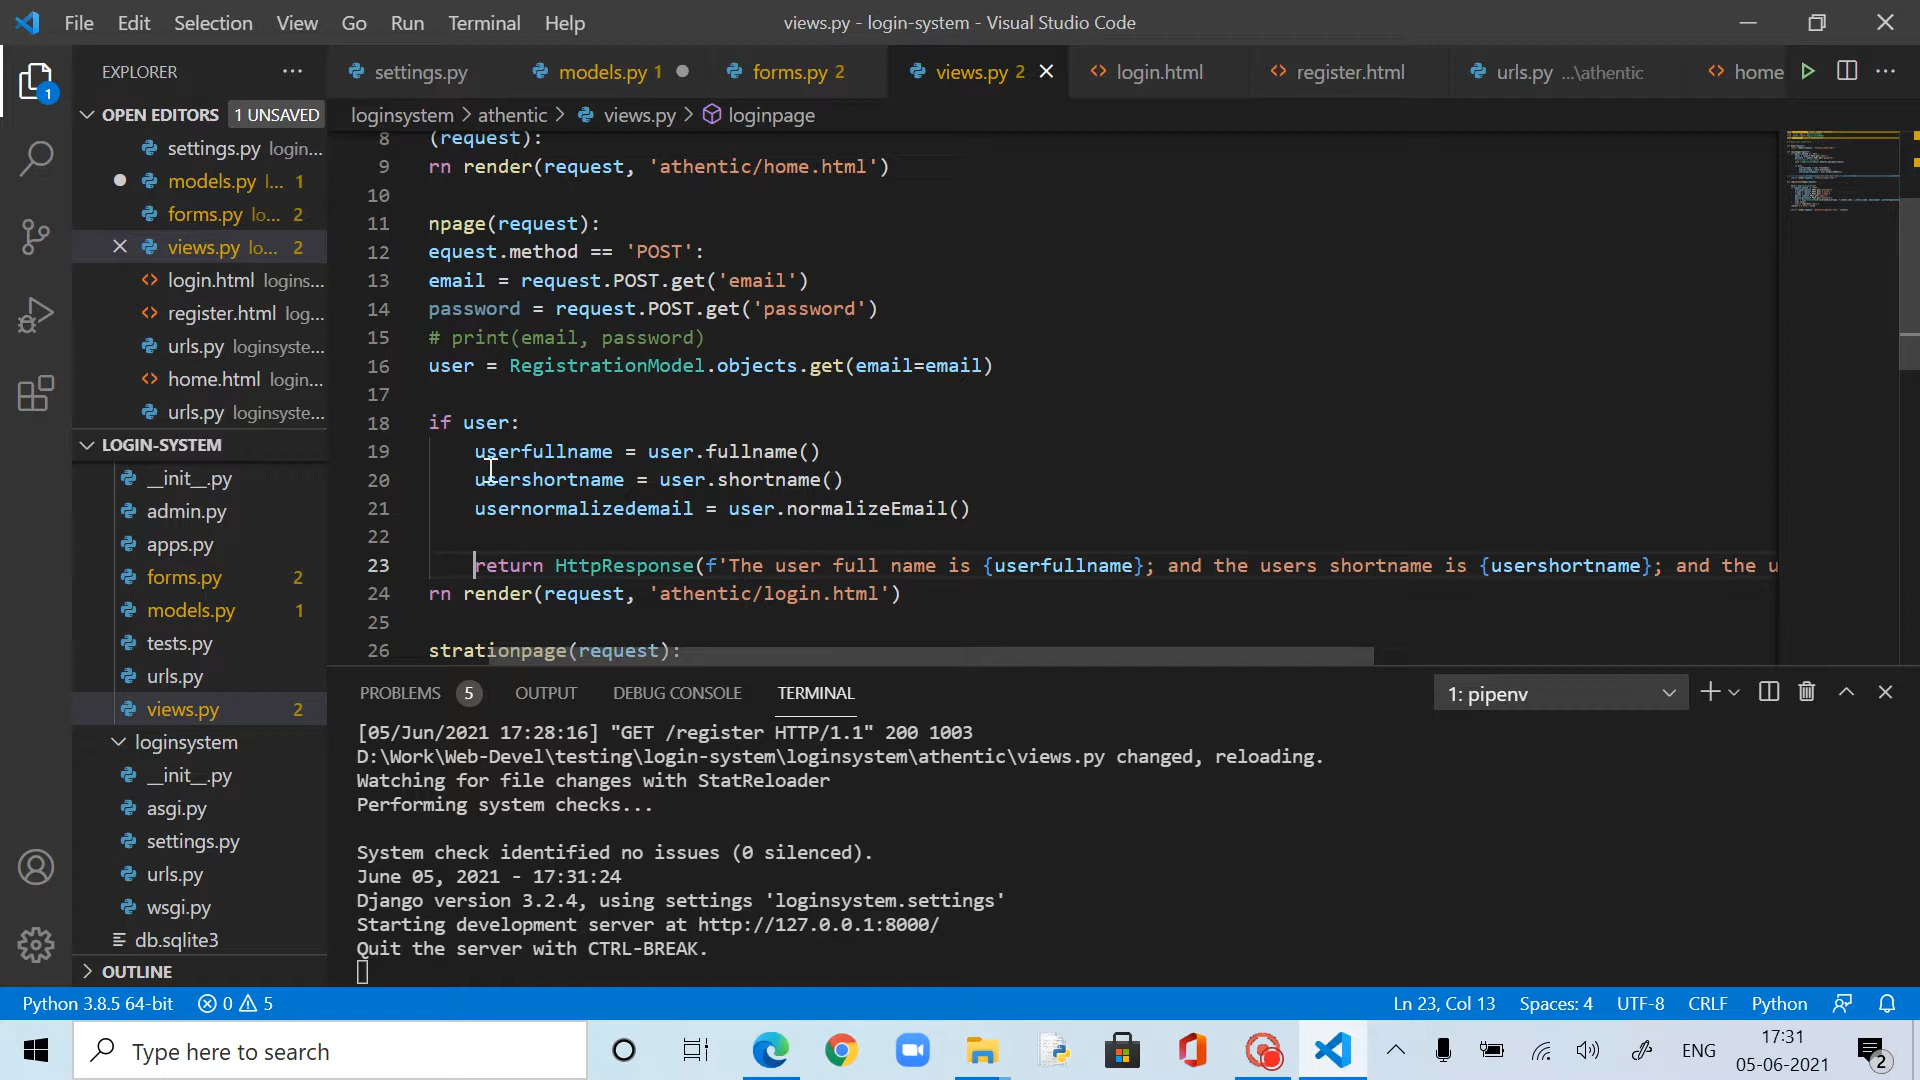 File Edit Selection View Go Run Terminal Help views.py - login-system - Visual Studio Code
EXPLORER
settings.py models.py 1 forms.py 2 views.py 2 login.html register.html urls.py ...\athentic home
OPEN EDITORS 1 UNSAVED
settings.py login...
models.py l... 1
forms.py lo... 2
views.py lo... 2
login.html logins...
register.html log...
urls.py loginsyste...
home.html login...
urls.py loginsyste...
LOGIN-SYSTEM
__init__.py
admin.py
apps.py
forms.py 2
models.py 1
tests.py
urls.py
views.py 2
loginsystem
__init__.py
asgi.py
settings.py
urls.py
wsgi.py
db.sqlite3
OUTLINE
1
loginsystem > athentic > views.py > loginpage
8 (request):
9 rn render(request, 'athentic/home.html')
10
11 npage(request):
12 equest.method == 'POST':
13 email = request.POST.get('email')
14 password = request.POST.get('password')
15 # print(email, password)
16 user = RegistrationModel.objects.get(email=email)
17
18 if user:
19 userfullname = user.fullname()
20 usershortname = user.shortname()
21 usernormalizedemail = user.normalizeEmail()
22
23 return HttpResponse(f'The user full name is {userfullname}; and the users shortname is {usershortname}; and the u
24 rn render(request, 'athentic/login.html')
25
26 strationpage(request):
PROBLEMS 5 OUTPUT DEBUG CONSOLE TERMINAL 1: pipenv
[05/Jun/2021 17:28:16] "GET /register HTTP/1.1" 200 1003
D:\Work\Web-Devel\testing\login-system\loginsystem\athentic\views.py changed, reloading.
Watching for file changes with StatReloader
Performing system checks...
System check identified no issues (0 silenced).
June 05, 2021 - 17:31:24
Django version 3.2.4, using settings 'loginsystem.settings'
Starting development server at http://127.0.0.1:8000/
Quit the server with CTRL-BREAK.
Python 3.8.5 64-bit 0 5 Ln 23, Col 13 Spaces: 4 UTF-8 CRLF Python
Type here to search
ENG
17:31
05-06-2021
2